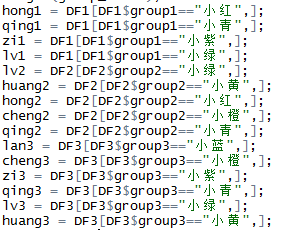 hong1 = DF1[DF1$group1=="小红",];
qing1 = DF1[DF1$group1=="小青",];
zi1 = DF1[DF1$group1=="小紫",];
lv1 = DF1[DF1$group1=="小绿",];
lv2 = DF2[DF2$group2=="小绿",];
huang2 = DF2[DF2$group2=="小黄",];
hong2 = DF2[DF2$group2=="小红",];
cheng2 = DF2[DF2$group2=="小橙",];
qing2 = DF2[DF2$group2=="小青",];
lan3 = DF3[DF3$group3=="小蓝",];
cheng3 = DF3[DF3$group3=="小橙",];
zi3 = DF3[DF3$group3=="小紫",];
qing3 = DF3[DF3$group3=="小青",];
lv3 = DF3[DF3$group3=="小绿",];
huang3 = DF3[DF3$group3=="小黄",];